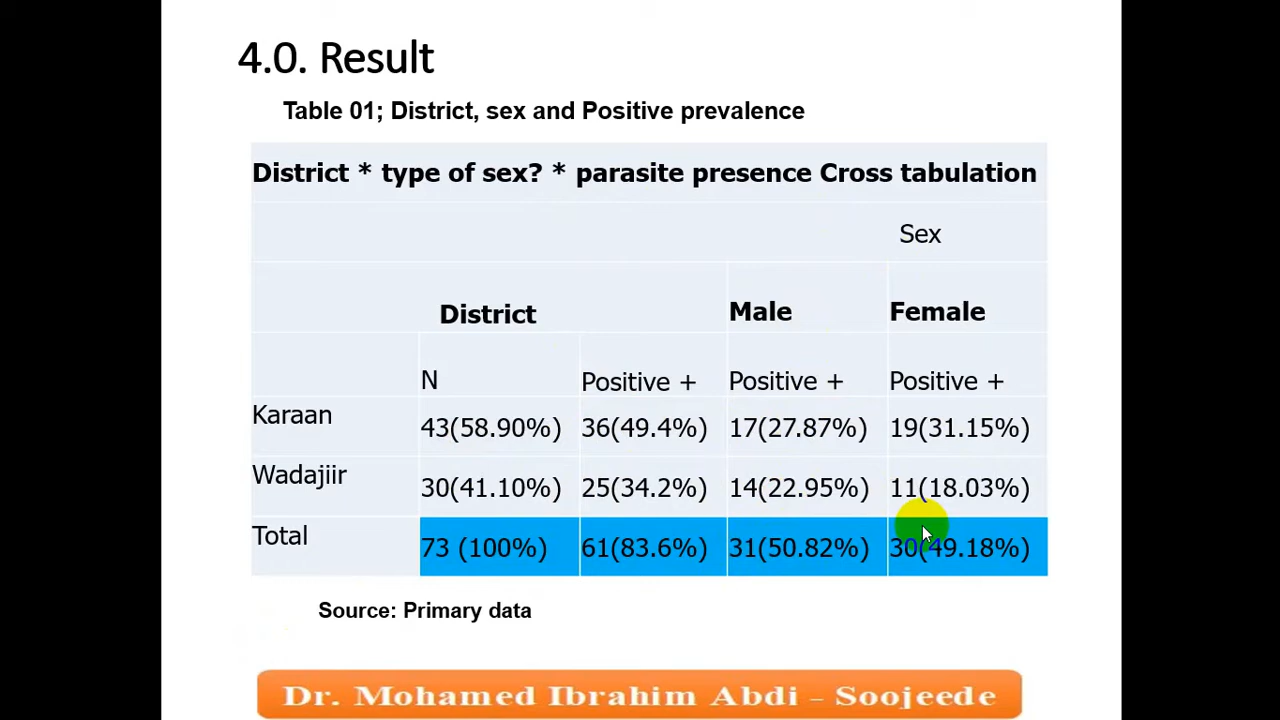 4.0. Result
Table 01; District, sex and Positive prevalence
District * type of sex? * parasite presence Cross tabulation
Sex
District Male Female
N Positive + Positive + Positive +
Karaan 43(58.90%) 36(49.4%) 17(27.87%) 19(31.15%)
Wadajiir 30(41.10%) 25(34.2%) 14(22.95%) 11(18.03%)
Total 73 (100%) 61(83.6%) 31(50.82%) 30(49.18%)
Source: Primary data
Dr. Mohamed Ibrahim Abdi - Soojeede